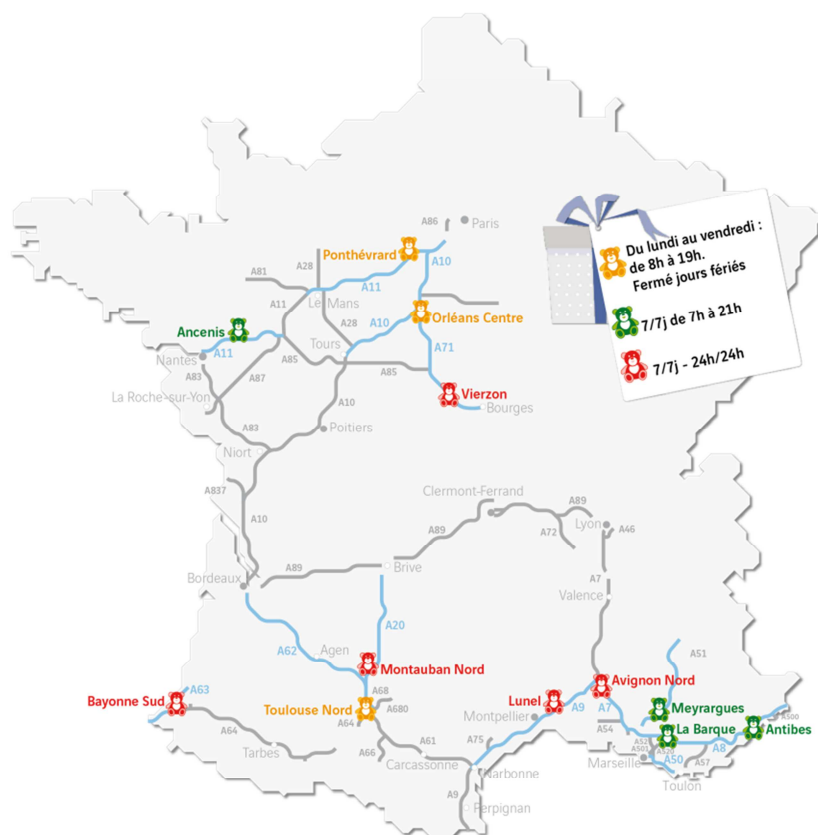 A86
Paris
Du lundi au vendredi :
de 8h à 19h.
Fermé jours fériés
7/7j de 7h à 21h
7/7j - 24h/24h
Ponthévrard
A10
A28
A81
A11
Le Mans
A11
Orléans Centre
A10
A28
Ancenis
A71
Tours
Nantes
A11
A85
A85
A83
A87
Vierzon
Bourges
La Roche-sur-Yon
A10
Poitiers
A83
Niort
A837
Clermont-Ferrand
A89
A10
Lyon
A46
A89
A72
Bordeaux
A89
Brive
A7
Valence
A20
A62
Agen
Montauban Nord
A51
Bayonne Sud
A63
A68
Toulouse Nord
A680
A64
Avignon Nord
Lunel
A9
A7
Meyrargues
Montpellier
La Barque
Antibes
A500
A54
A64
Tarbes
A66
A61
A75
Carcassonne
Narbonne
A52
A501
A520
A8
Marseille
A50
A57
Toulon
A9
Perpignan